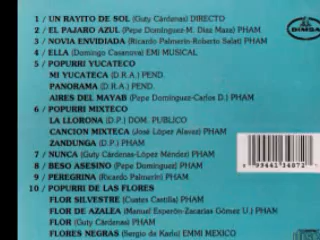 1 / UN RAYITO DE SOL (Guty Cárdenas) DIRECTO
2 / EL PAJARO AZUL (Pepe Domínguez-M. Díaz Mass) PHAM
3 / NOVIA ENVIDIADA (Ricardo Palmerín-Roberto Salat) PHAM
4 / ELLA (Domingo Casanova) EMI MUSICAL
5 / POPURRI YUCATECO
MI YUCATECA (D.R.A.) PEND.
PANORAMA (D.R.A.) PEND.
AIRES DEL MAYAB (Pepe Domínguez-Carlos D.) PHAM
6 / POPURRI MIXTECO
LA LLORONA (D.P.) DOM. PUBLICO
CANCION MIXTECA (José López Alavez) PHAM
ZANDUNGA (D.P.) PHAM
7 / NUNCA (Guty Cárdenas-López Méndez) PHAM
8 / BESO ASESINO (Pepe Domínguez) PHAM
9 / PEREGRINA (Ricardo Palmerín) PHAM
10 / POPURRI DE LAS FLORES
FLOR SILVESTRE (Cuates Castilla) PHAM
FLOR DE AZALEA (Manuel Esperón-Zacarías Gómez U.) PHAM
FLOR (Guty Cárdenas) PHAM
FLORES NEGRAS (Sergio de Karlo) EMMI MEXICO
DIMSA